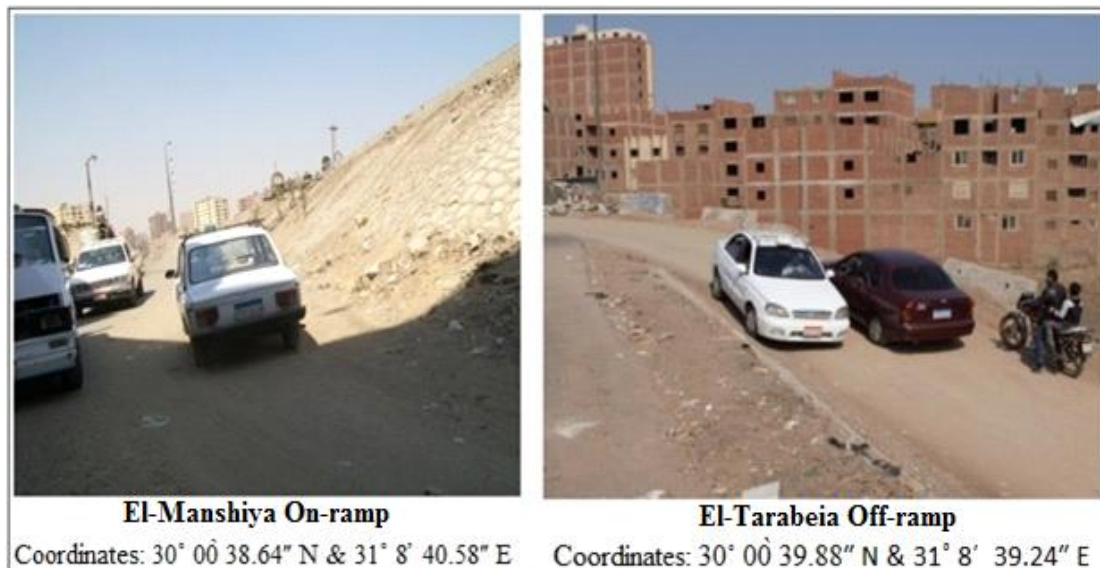 El-Manshiya On-ramp
Coordinates: 30° 00̀ 38.64″ N & 31° 8’ 40.58″ E
El-Tarabeia Off-ramp
Coordinates: 30° 00̀ 39.88″ N & 31° 8’ 39.24″ E